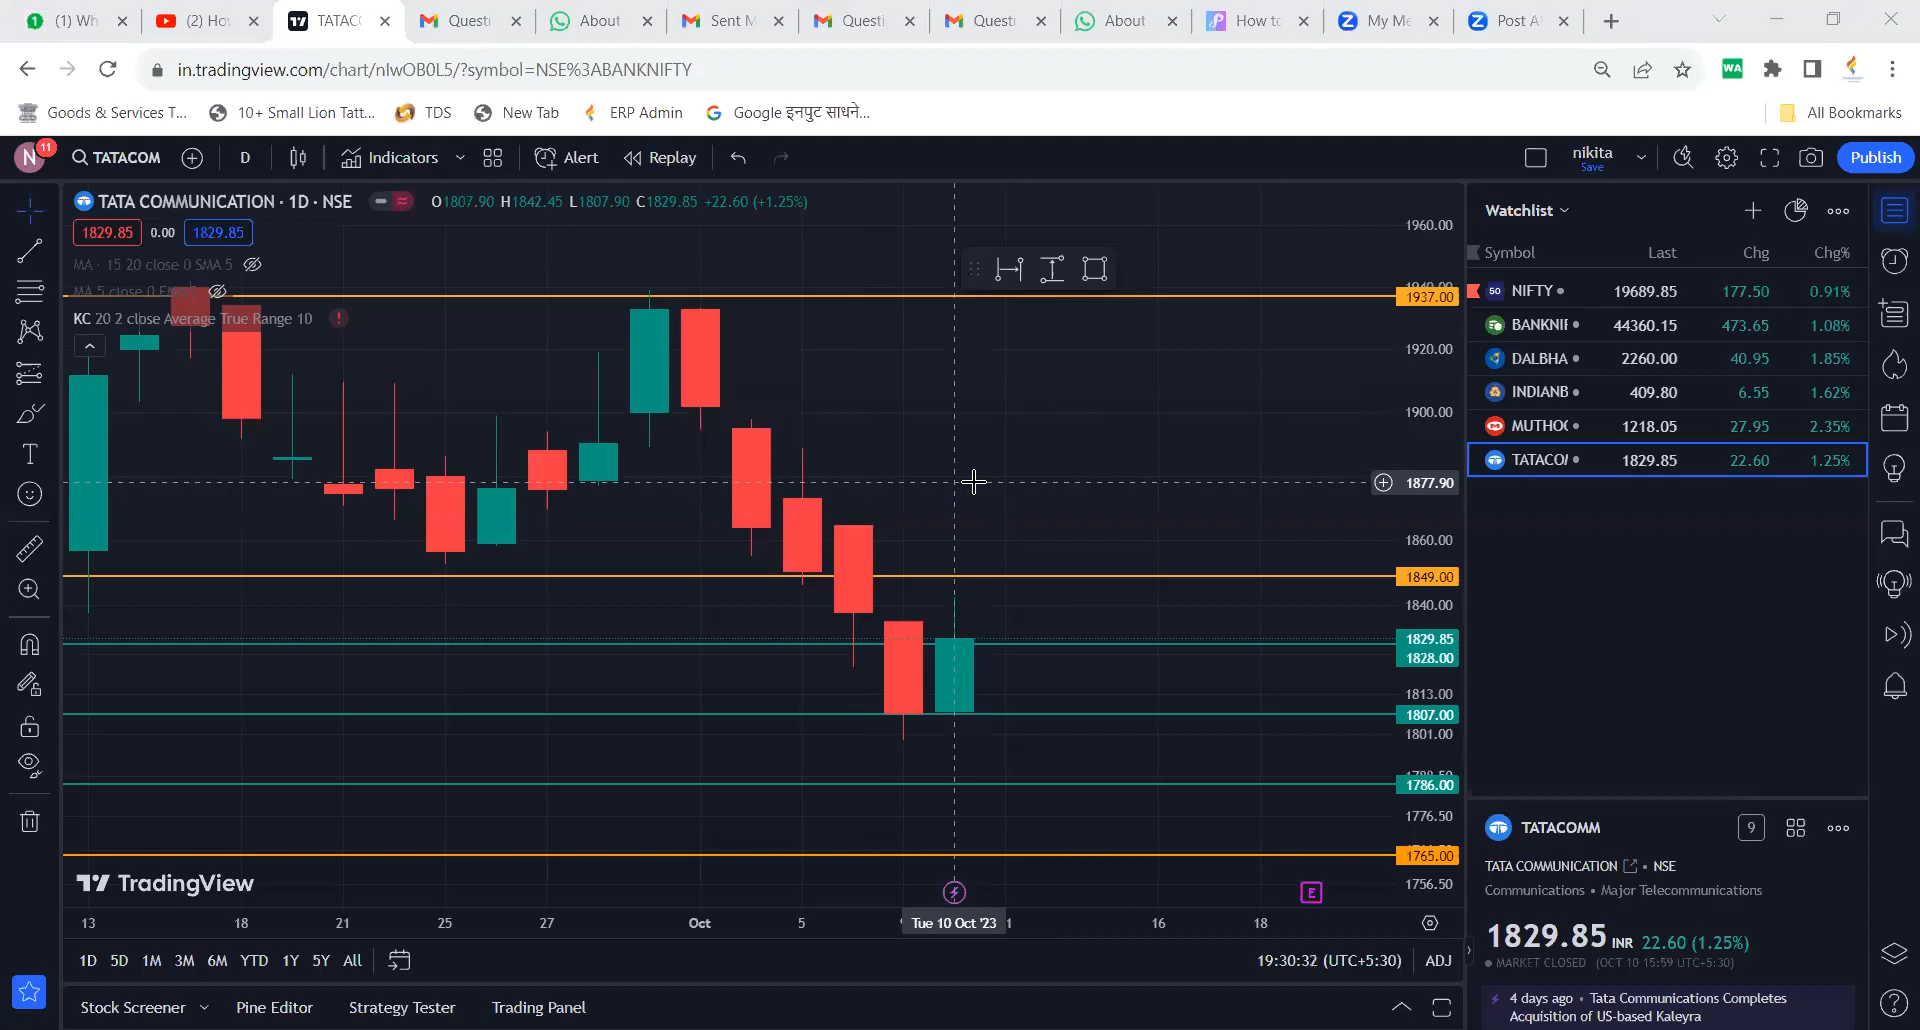 (1) Wh
(2) Ho
TATAC
Questi
About
Sent M
Questi
Questi
About
How to
My Me
Post A
in.tradingview.com/chart/nIwOB0L5/?symbol=NSE%3ABANKNIFTY
WA
Goods & Services T...
10+ Small Lion Tatt...
TDS
New Tab
ERP Admin
Google इनपुट साधने...
All Bookmarks
N 11 TATACOM D Indicators Alert Replay nikita Save Publish
TATA COMMUNICATION · 1D · NSE O1807.90 H1842.45 L1807.90 C1829.85 +22.60 (+1.25%)
1829.85 0.00 1829.85
MA · 15 20 close 0 SMA 5
MA 5 close 0
KC 20 2 close Average True Range 10
1960.00
1937.00
1920.00
1900.00
1877.90
1860.00
1849.00
1840.00
1829.85
1828.00
1813.00
1807.00
1801.00
1786.00
1776.50
1765.00
1756.50
TradingView
E
13 18 21 25 27 Oct 5 Tue 10 Oct '23 16 18
1D 5D 1M 3M 6M YTD 1Y 5Y All
19:30:32 (UTC+5:30) ADJ
Stock Screener Pine Editor Strategy Tester Trading Panel
Watchlist
Symbol Last Chg Chg%
50 NIFTY 19689.85 177.50 0.91%
BANKNIF 44360.15 473.65 1.08%
DALBHA 2260.00 40.95 1.85%
INDIANB 409.80 6.55 1.62%
MUTHOO 1218.05 27.95 2.35%
TATACO 1829.85 22.60 1.25%
TATACOMM 9
TATA COMMUNICATION • NSE
Communications • Major Telecommunications
1829.85 INR 22.60 (1.25%)
MARKET CLOSED (OCT 10 15:59 UTC+5:30)
4 days ago • Tata Communications Completes
Acquisition of US-based Kaleyra